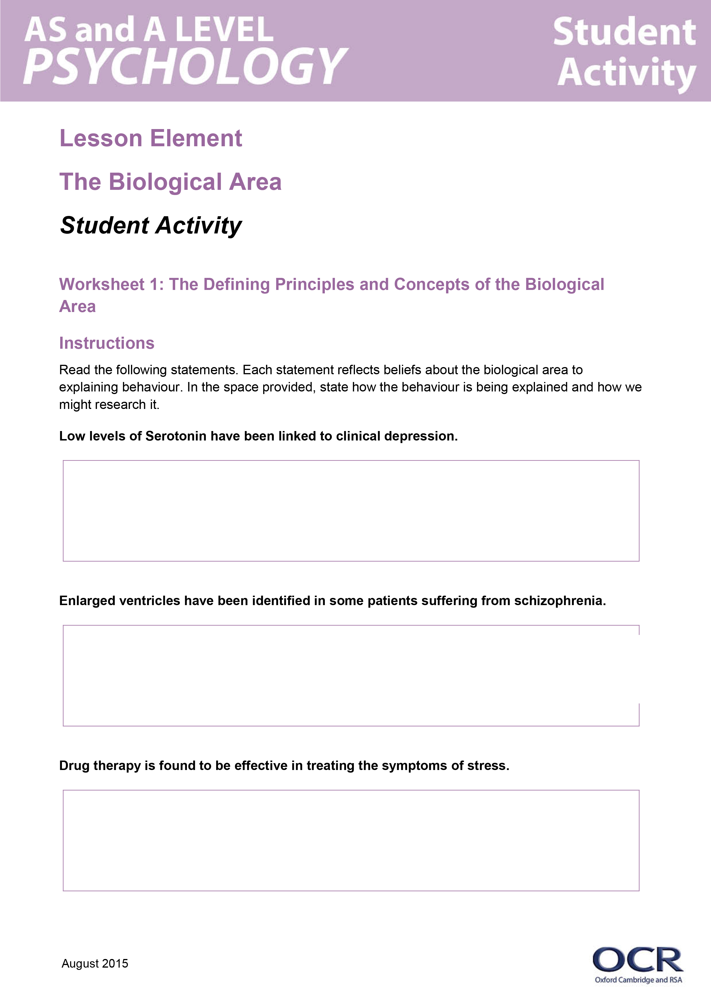 AS and A LEVEL
PSYCHOLOGY
Student
Activity
Lesson Element
The Biological Area
Student Activity
Worksheet 1: The Defining Principles and Concepts of the Biological
Area
Instructions
Read the following statements. Each statement reflects beliefs about the biological area to
explaining behaviour. In the space provided, state how the behaviour is being explained and how we
might research it.
Low levels of Serotonin have been linked to clinical depression.
Enlarged ventricles have been identified in some patients suffering from schizophrenia.
Drug therapy is found to be effective in treating the symptoms of stress.
August 2015
OCR
Oxford Cambridge and RSA